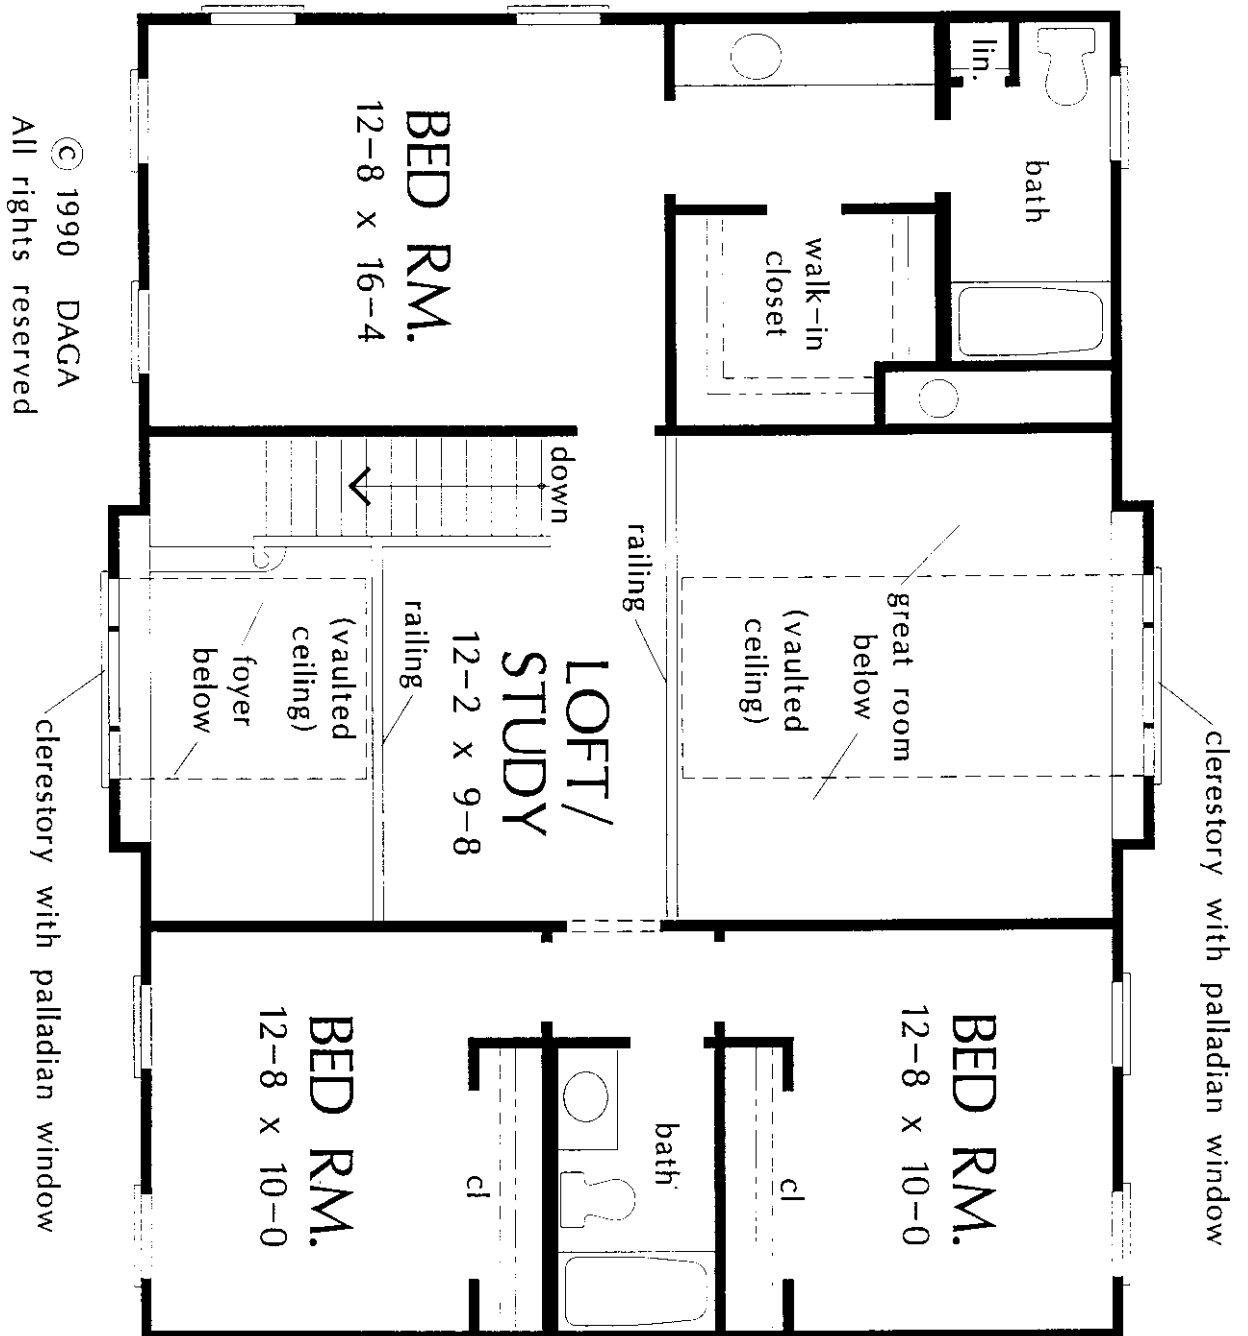 clerestory with palladian window
bath
lin.
walk-in
closet
great room
below
(vaulted
ceiling)
railing
BED RM.
12-8 x 10-0
cl
bath
LOFT/
STUDY
12-2 x 9-8
down
railing
BED RM.
12-8 x 16-4
(vaulted
ceiling)
foyer
below
cl
BED RM.
12-8 x 10-0
clerestory with palladian window
© 1990 DAGA
All rights reserved